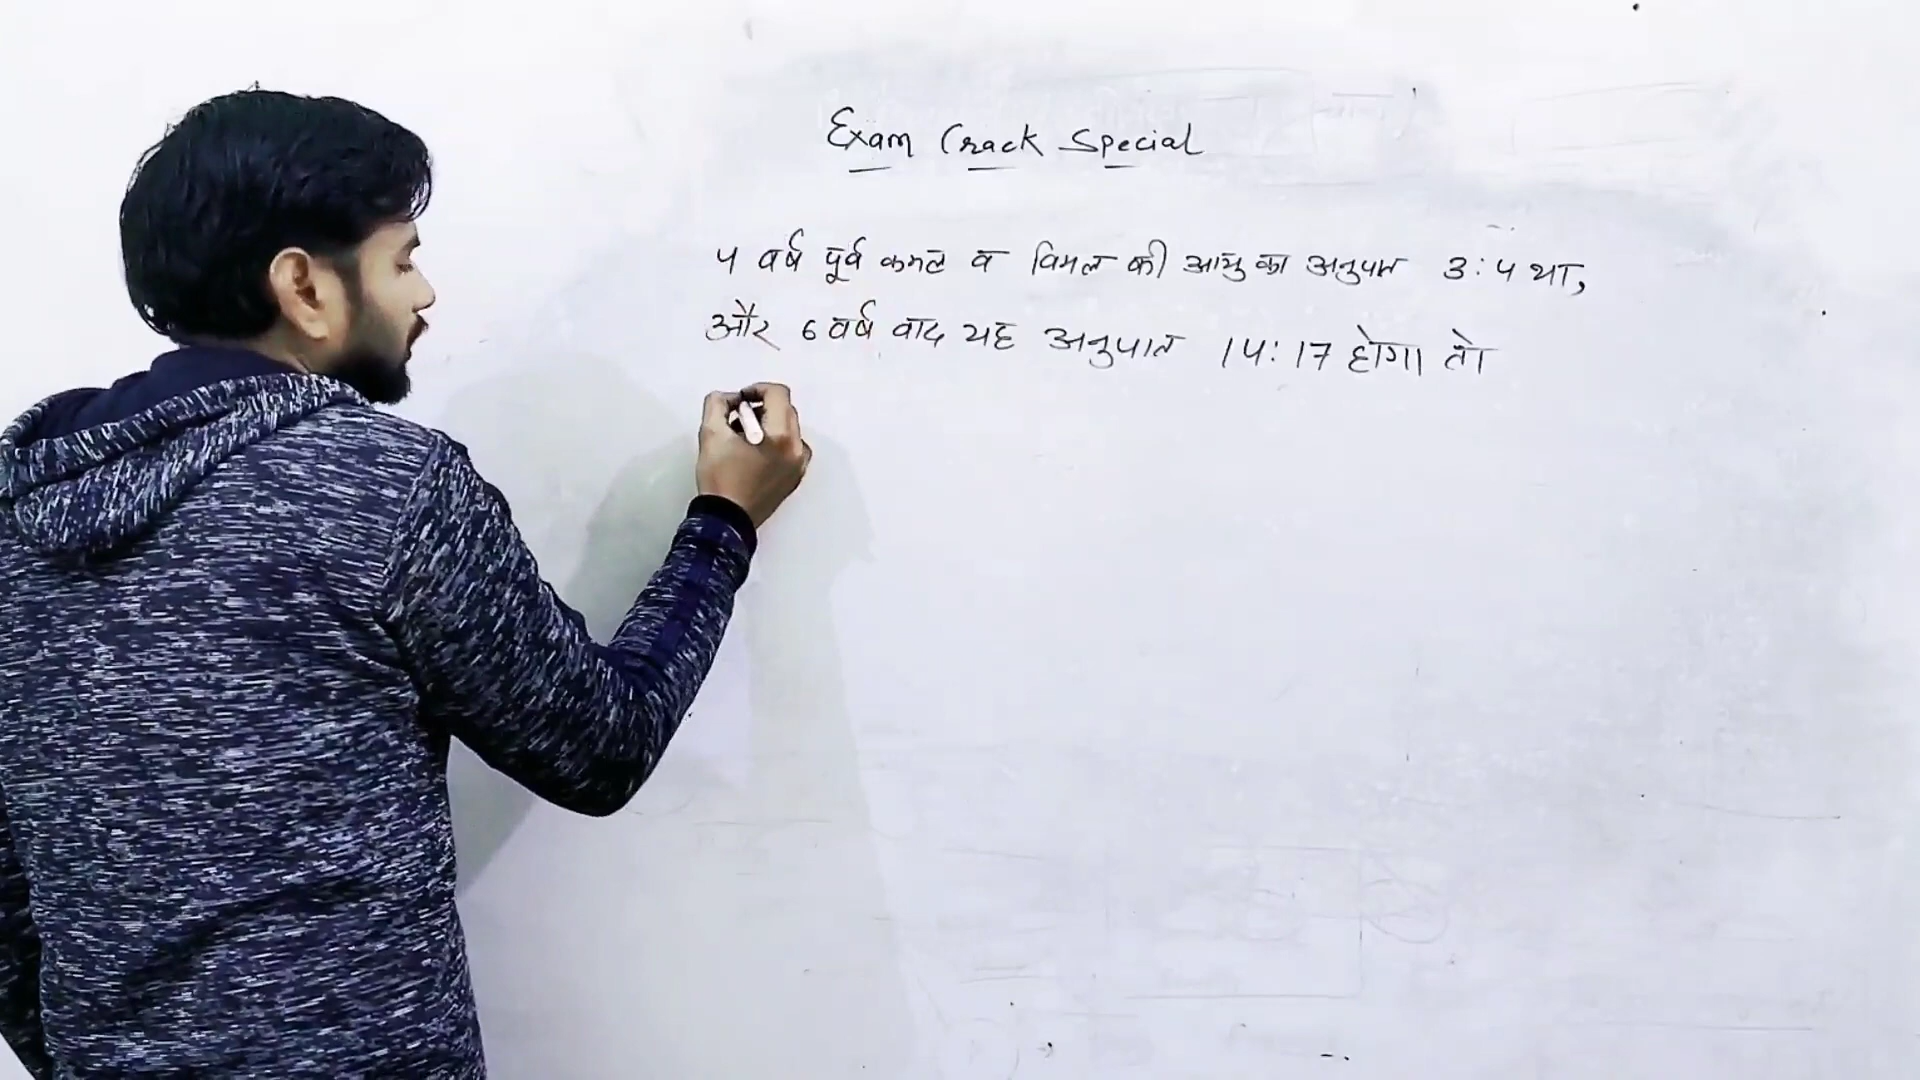 Exam Crack Special
4 वर्ष पूर्व कमल व विमल की आयु का अनुपात 3:4 था,
और 6 वर्ष बाद यह अनुपात 14:17 होगा तो